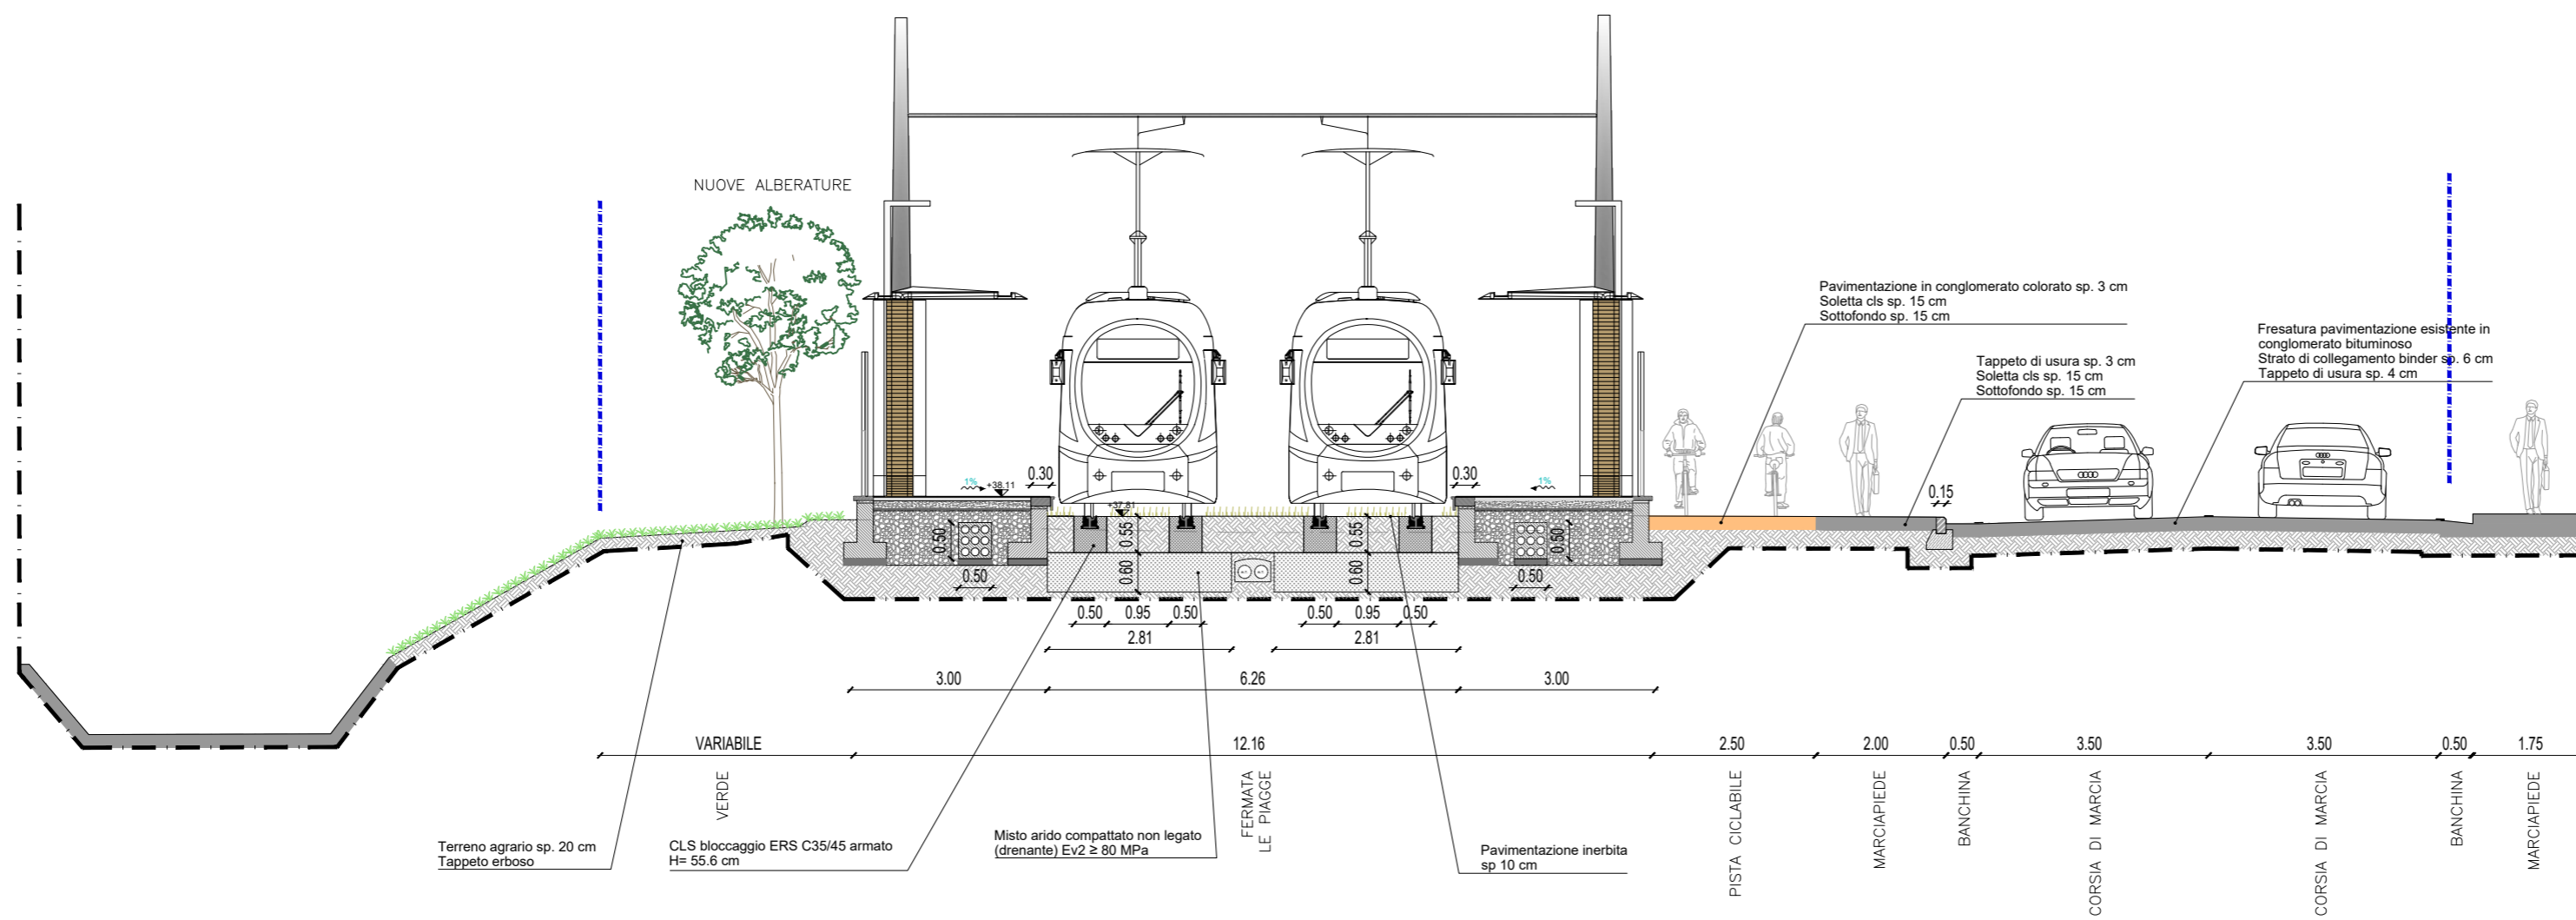 NUOVE ALBERATURE
Pavimentazione in conglomerato colorato sp. 3 cm
Soletta cls sp. 15 cm
Sottofondo sp. 15 cm
Fresatura pavimentazione esistente in
conglomerato bituminoso
Strato di collegamento binder sp. 6 cm
Tappeto di usura sp. 4 cm
Tappeto di usura sp. 3 cm
Soletta cls sp. 15 cm
Sottofondo sp. 15 cm
0.30
0.30
1%
+38.11
1%
0.15
+37.81
0.50
0.55
0.55
0.50
0.60
0.60
0.50
0.50
0.50
0.95
0.50
0.50
0.95
0.50
2.81
2.81
3.00
6.26
3.00
VARIABILE
12.16
2.50
2.00
0.50
3.50
3.50
0.50
1.75
VERDE
FERMATA
LE PIAGGE
PISTA CICLABILE
MARCIAPIEDE
BANCHINA
CORSIA DI MARCIA
CORSIA DI MARCIA
BANCHINA
MARCIAPIEDE
Terreno agrario sp. 20 cm
Tappeto erboso
CLS bloccaggio ERS C35/45 armato
H= 55.6 cm
Misto arido compattato non legato
(drenante) Ev2 ≥ 80 MPa
Pavimentazione inerbita
sp 10 cm